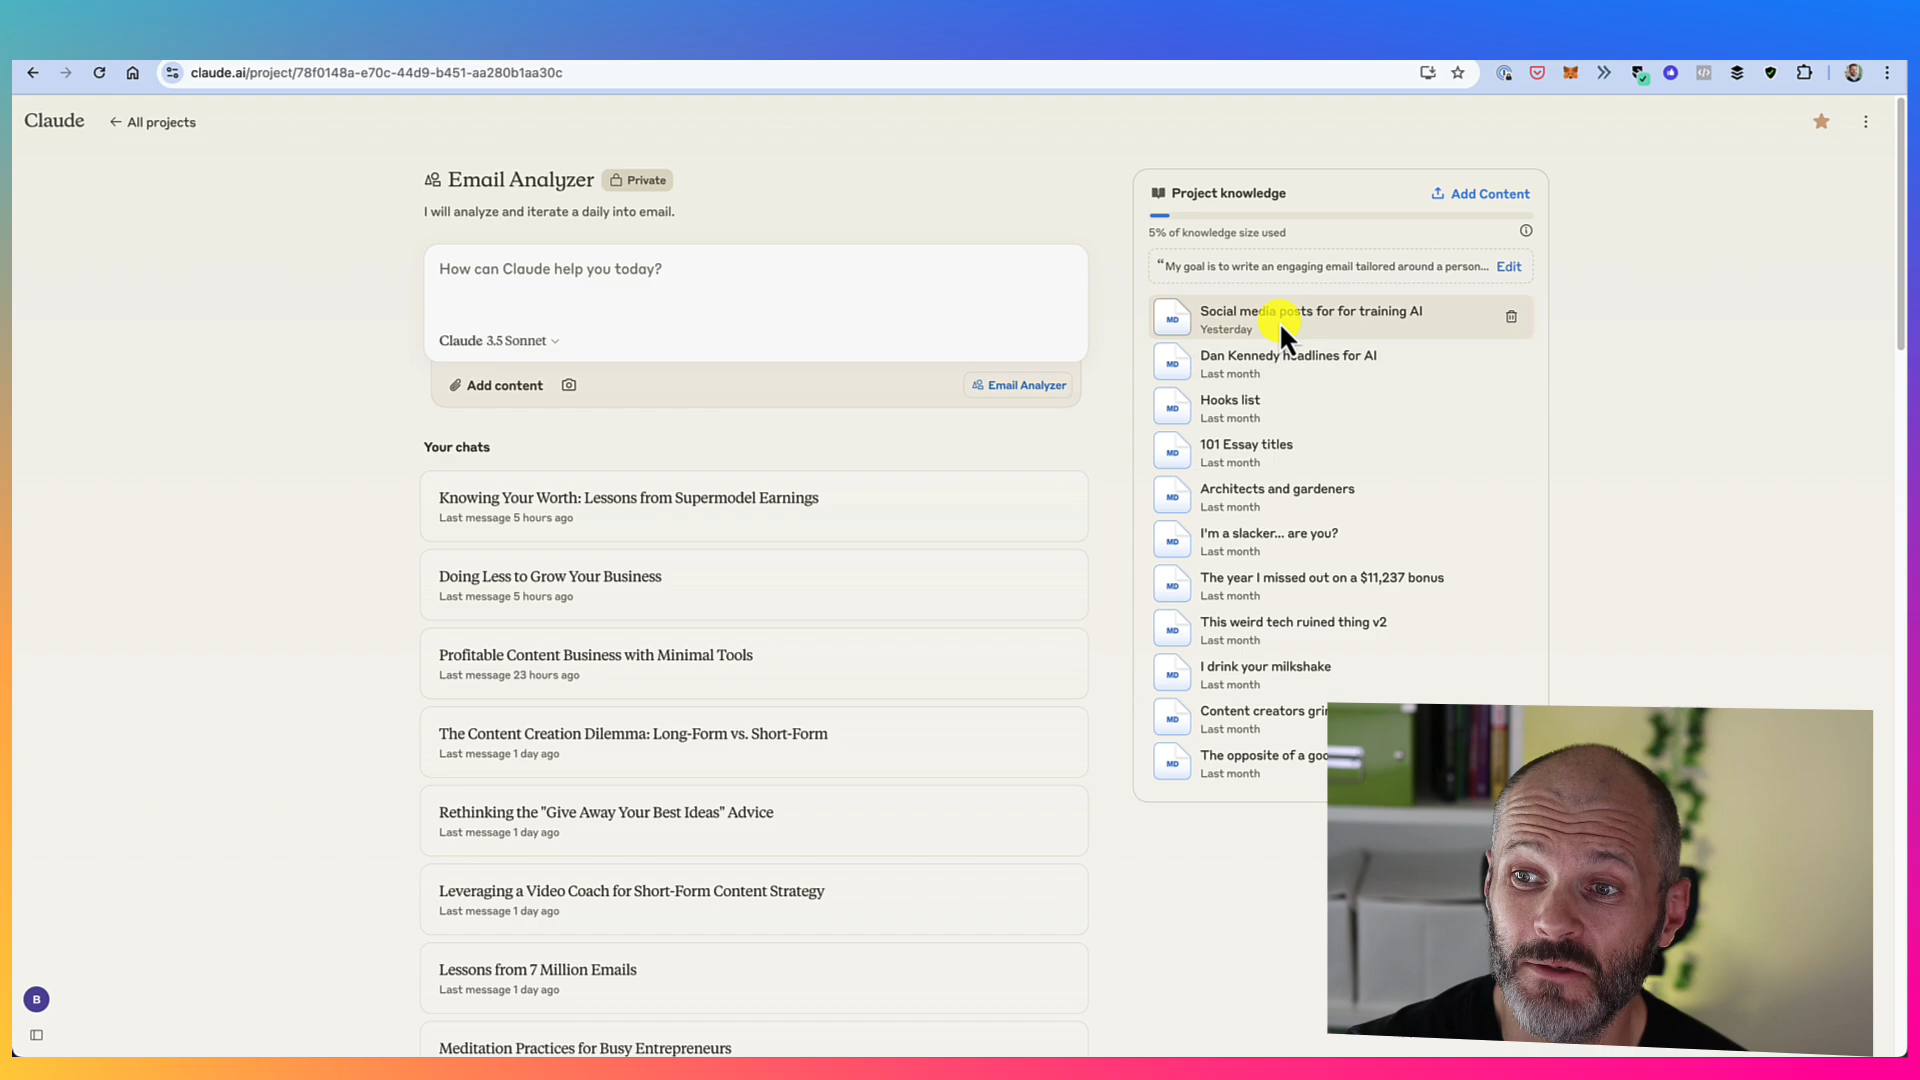 claude.ai/project/78f0148a-e70c-44d9-b451-aa280b1aa30c
Claude
← All projects
Email Analyzer
Private
I will analyze and iterate a daily into email.
How can Claude help you today?
Claude 3.5 Sonnet
Add content
Email Analyzer
Your chats
Knowing Your Worth: Lessons from Supermodel Earnings
Last message 5 hours ago
Doing Less to Grow Your Business
Last message 5 hours ago
Profitable Content Business with Minimal Tools
Last message 23 hours ago
The Content Creation Dilemma: Long-Form vs. Short-Form
Last message 1 day ago
Rethinking the "Give Away Your Best Ideas" Advice
Last message 1 day ago
Leveraging a Video Coach for Short-Form Content Strategy
Last message 1 day ago
Lessons from 7 Million Emails
Last message 1 day ago
Meditation Practices for Busy Entrepreneurs
B
Project knowledge
Add Content
5% of knowledge size used
“My goal is to write an engaging email tailored around a person...
Edit
MD
Social media posts for for training AI
Yesterday
MD
Dan Kennedy headlines for AI
Last month
MD
Hooks list
Last month
MD
101 Essay titles
Last month
MD
Architects and gardeners
Last month
MD
I'm a slacker... are you?
Last month
MD
The year I missed out on a $11,237 bonus
Last month
MD
This weird tech ruined thing v2
Last month
MD
I drink your milkshake
Last month
MD
Content creators
Last month
MD
The opposite of a
Last month